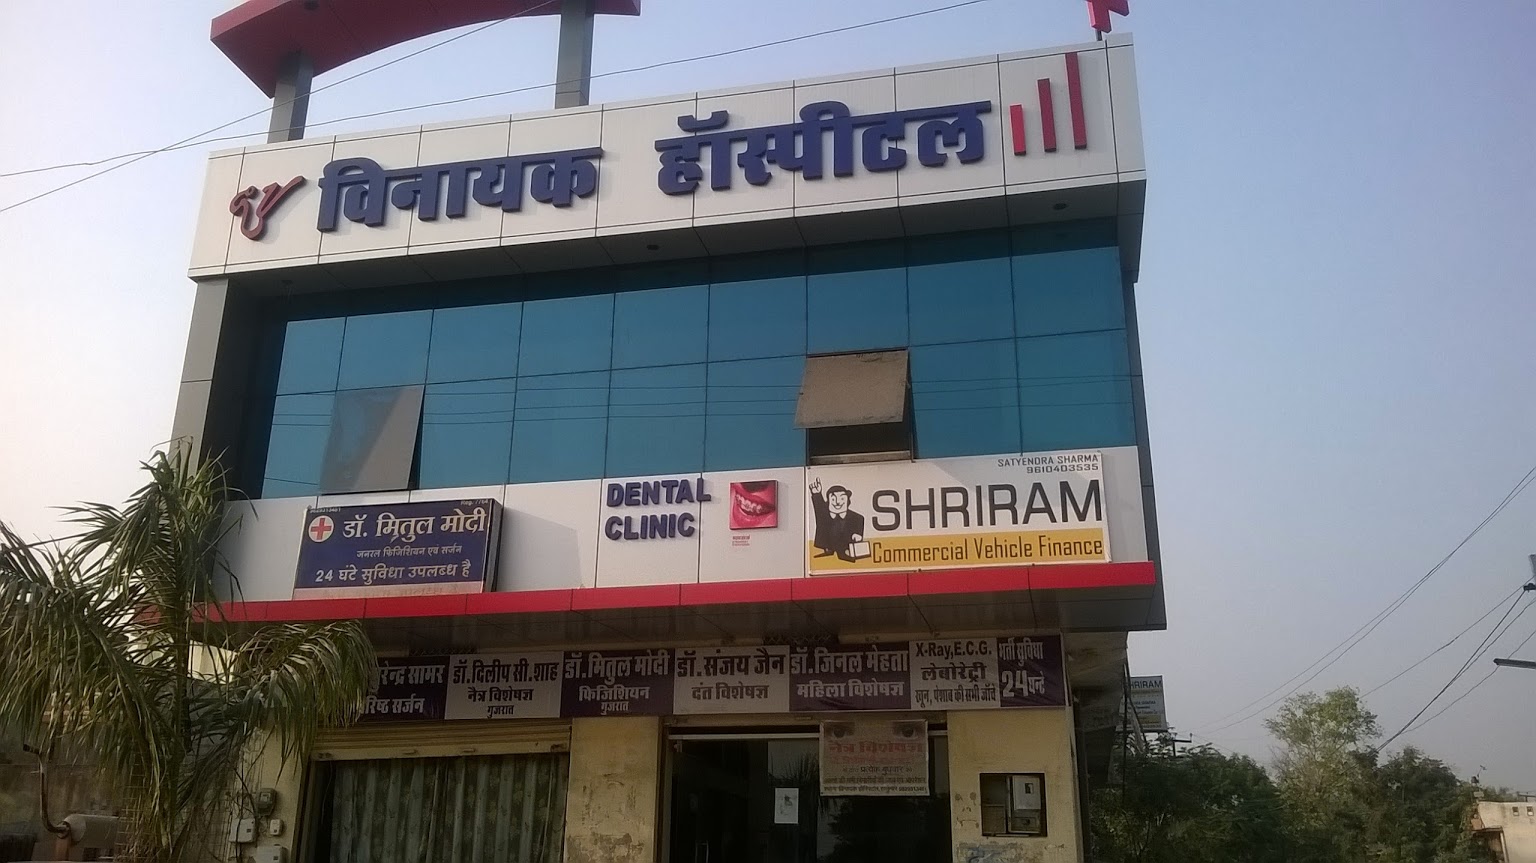 विनायक हॉस्पीटल
डॉ. मितुल मोदी
जनरल फिजिशियन एवं सर्जन
24 घंटे सुविधा उपलब्ध है
DENTAL
CLINIC
SATYENDRA SHARMA
9610403535
SHRIRAM
Commercial Vehicle Finance
सामर
सर्जन
डॉ.दिलीप सी.शाह
नैत्र विशेषज्ञ
गुजरात
डॉ.मितुल मोदी
फिजिशियन
गुजरात
डॉ.संजय जैन
दंत विशेषज्ञ
डॉ.जिनल मेहता
महिला विशेषज्ञ
X-Ray,E.C.G.
लेबोरेट्री
खून, पेशाब की सभी जाँचे
भर्ती सुविधा
24 घन्टे
नैत्र विशेषज्ञ
SHRIRAM